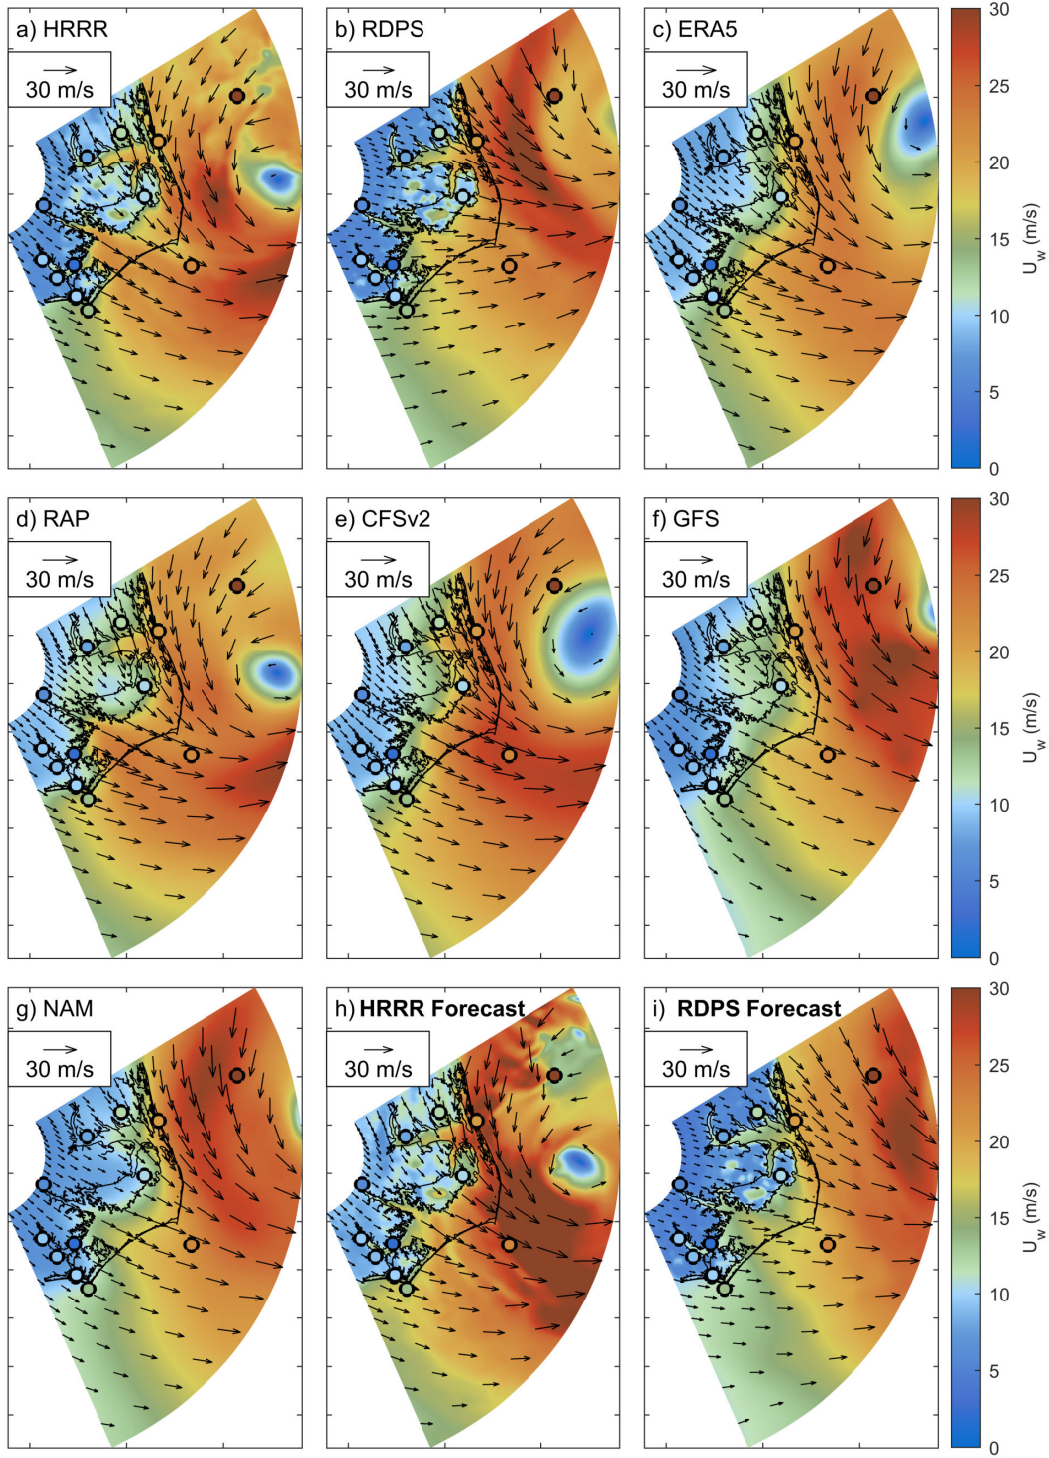 a) HRRR
30 m/s
b) RDPS
30 m/s
c) ERA5
30 m/s
30
25
20
15
10
5
0
U_w (m/s)
d) RAP
30 m/s
e) CFSv2
30 m/s
f) GFS
30 m/s
30
25
20
15
10
5
0
U_w (m/s)
g) NAM
30 m/s
h) HRRR Forecast
30 m/s
i) RDPS Forecast
30 m/s
30
25
20
15
10
5
0
U_w (m/s)